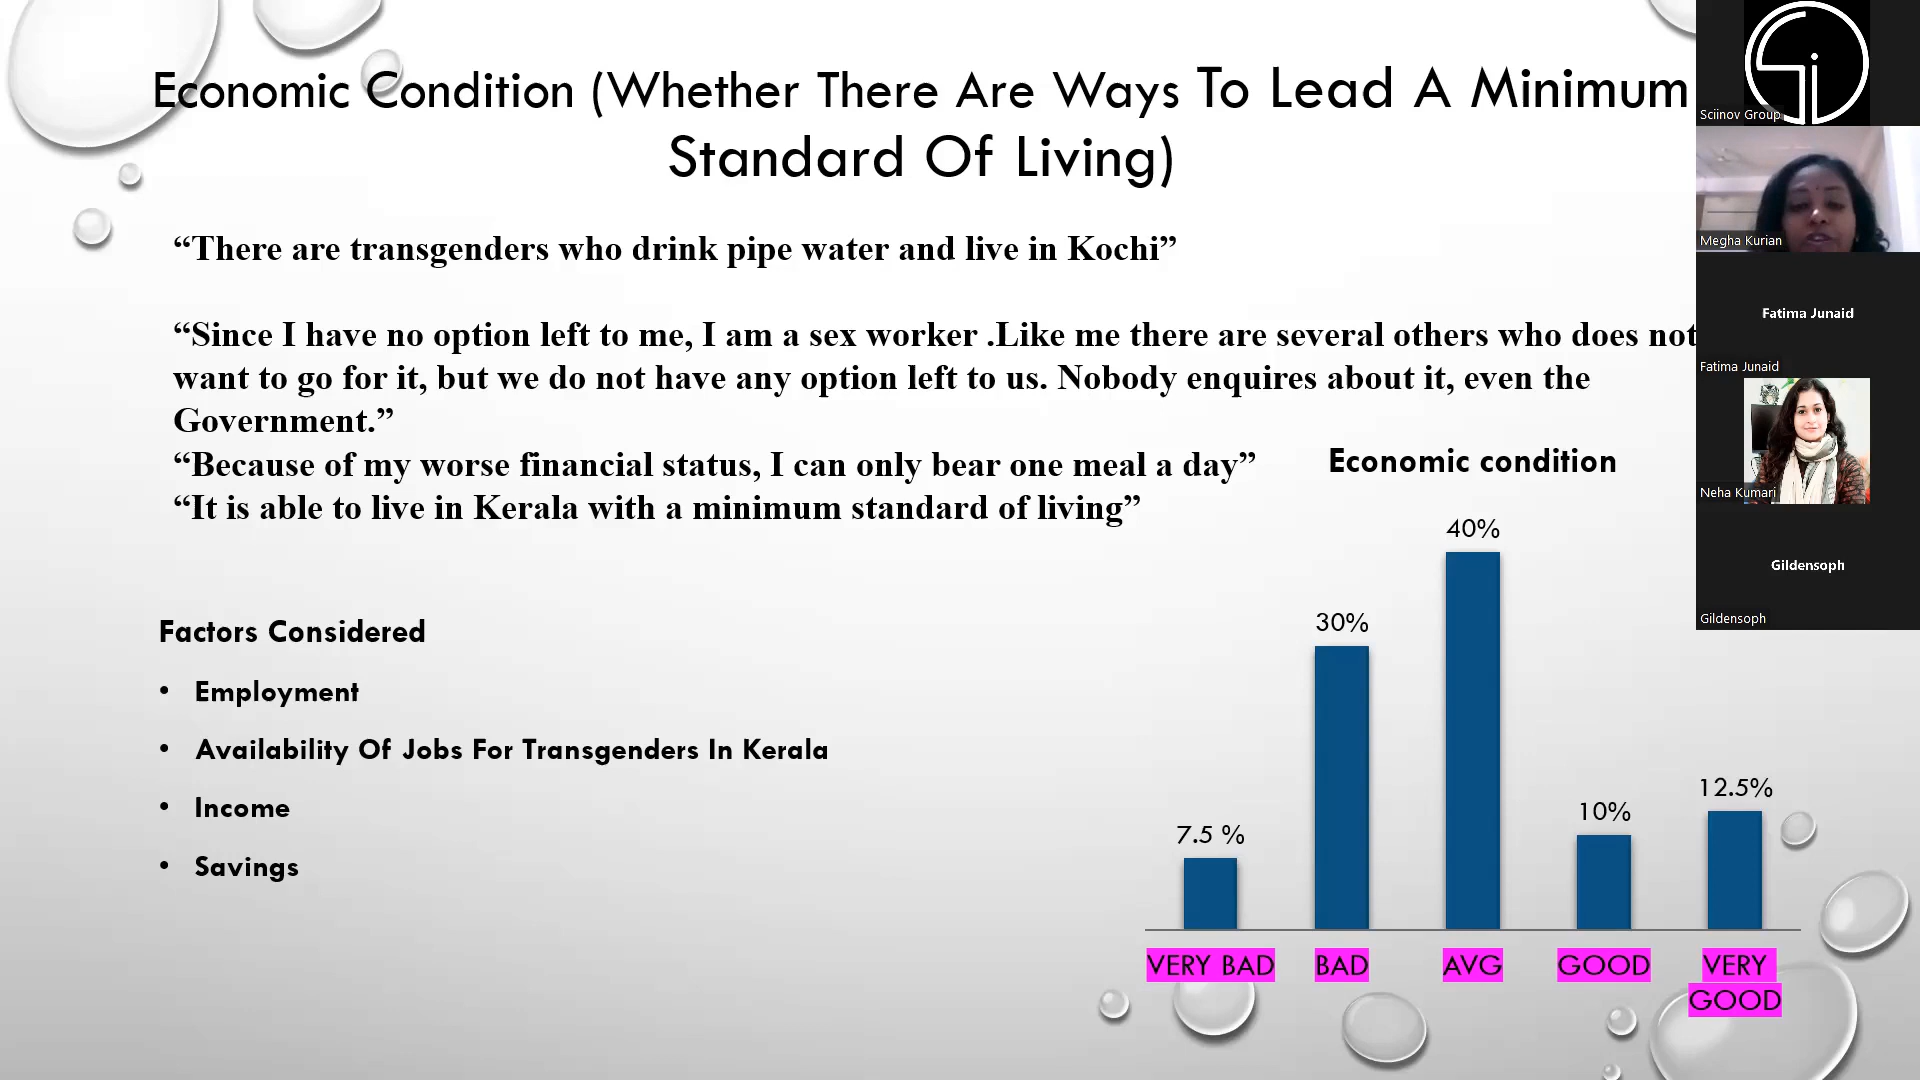 Economic Condition (Whether There Are Ways To Lead A Minimum
Standard Of Living)
“There are transgenders who drink pipe water and live in Kochi”
“Since I have no option left to me, I am a sex worker .Like me there are several others who does not
want to go for it, but we do not have any option left to us. Nobody enquires about it, even the
Government.”
“Because of my worse financial status, I can only bear one meal a day”
“It is able to live in Kerala with a minimum standard of living”
Factors Considered
• Employment
• Availability Of Jobs For Transgenders In Kerala
• Income
• Savings
Economic condition
7.5 %
30%
40%
10%
12.5%
VERY BAD
BAD
AVG
GOOD
VERY
GOOD
Sciinov Group
Megha Kurian
Fatima Junaid
Fatima Junaid
Neha Kumari
Gildensoph
Gildensoph